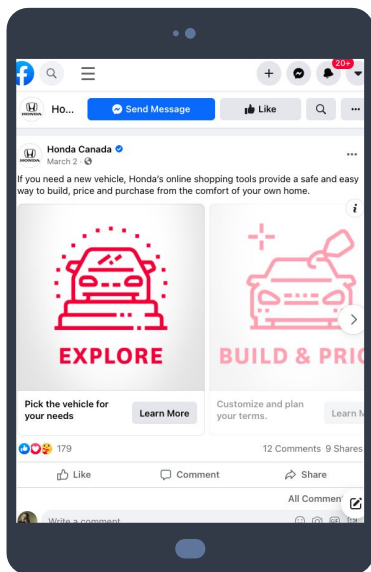 20+
HONDA
Ho...
Send Message
Like
HONDA
Honda Canada
March 2 ·
If you need a new vehicle, Honda's online shopping tools provide a safe and easy
way to build, price and purchase from the comfort of your own home.
EXPLORE
BUILD & PRIC
Pick the vehicle for
your needs
Learn More
Customize and plan
your terms.
Learn M
179
12 Comments 9 Shares
Like
Comment
Share
All Commen
Write a comment
GIF